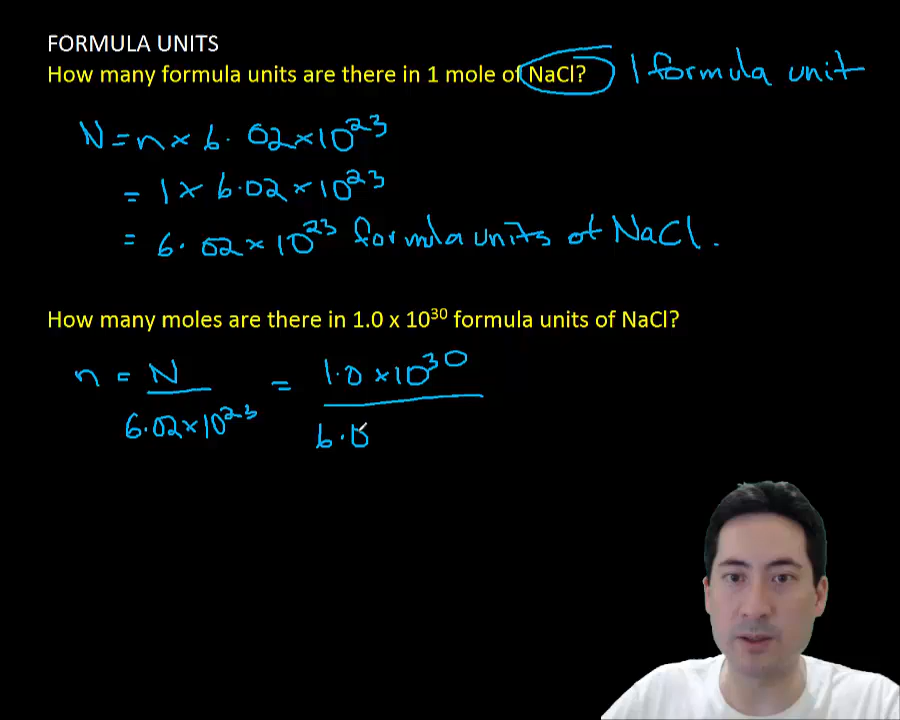 FORMULA UNITS
How many formula units are there in 1 mole of NaCl? 1 formula unit
N = n × 6.02×10²³
= 1 × 6.02×10²³
= 6.02×10²³ formula units of NaCl.
How many moles are there in 1.0 x 10³⁰ formula units of NaCl?
n = N = 1.0×10³⁰
6.02×10²³ 6.0